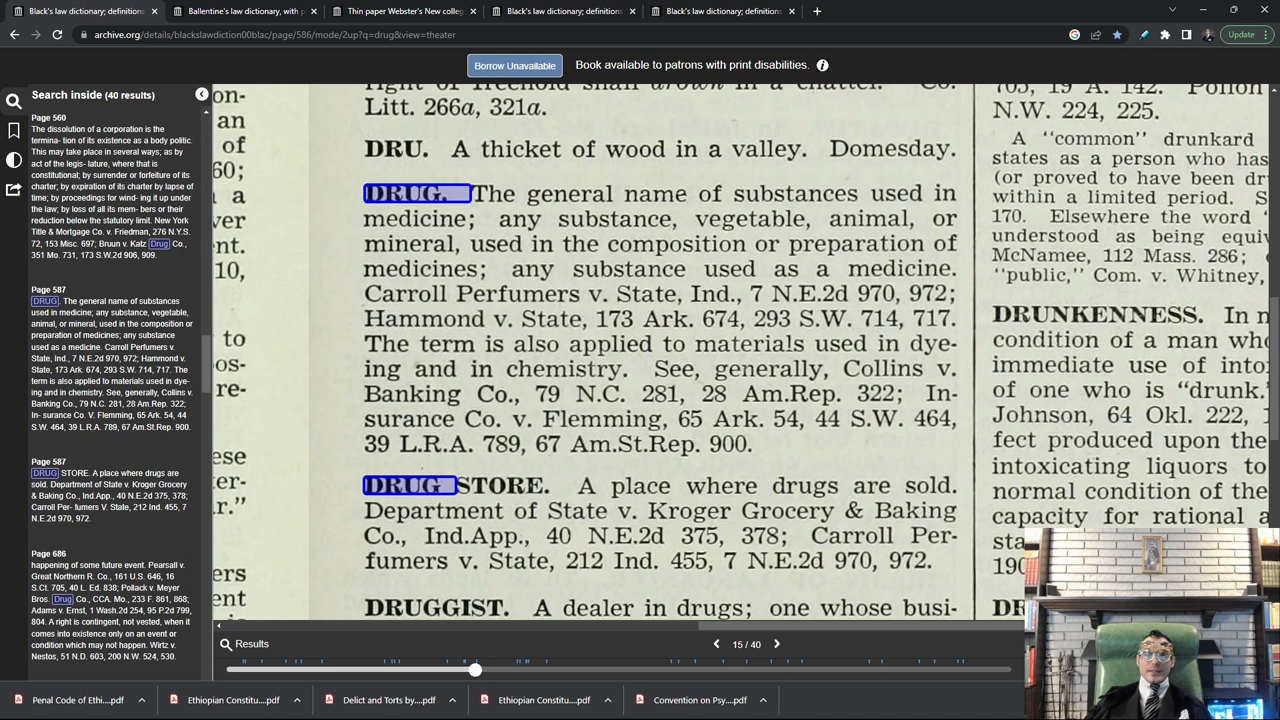 Black's law dictionary; definitions
Ballentine's law dictionary, with p
Thin paper Webster's New colleg
Black's law dictionary; definitions
Black's law dictionary; definitions
archive.org/details/blackslawdiction00blac/page/586/mode/2up?q=drug&view=theater
Update
Borrow Unavailable
Book available to patrons with print disabilities.
Search inside (40 results)
Page 560
The dissolution of a corporation is the
termina- tion of its existence as a body politic.
This may take place in several ways; as by
act of the legis- lature, where that is
constitutional; by surrender or forfeiture of its
charter; by expiration of its charter by lapse of
time; by proceedings for wind- ing it up under
the law; by loss of all its mem- bers or their
reduction below the statutory limit. New York
Title & Mortgage Co. v. Friedman, 276 N.Y.S.
72, 153 Misc. 697; Bruun v. Katz Drug Co.,
351 Mo. 731, 173 S.W.2d 906, 909.
Page 587
DRUG. The general name of substances
used in medicine; any substance, vegetable,
animal, or mineral, used in the composition or
preparation of medicines; any substance
used as a medicine. Carroll Perfumers v.
State, Ind., 7 N.E.2d 970, 972; Hammond v.
State, 173 Ark. 674, 293 S.W. 714, 717. The
term is also applied to materials used in dye-
ing and in chemistry. See, generally, Collins v.
Banking Co., 79 N.C. 281, 28 Am.Rep. 322;
In- surance Co. V. Flemming, 65 Ark. 54, 44
S.W. 464, 39 L.R.A. 789, 67 Am.St.Rep. 900.
Page 587
DRUG STORE. A place where drugs are
sold. Department of State v. Kroger Grocery
& Baking Co., Ind.App., 40 N.E.2d 375, 378;
Carroll Per- fumers v. State, 212 Ind. 455, 7
N.E.2d 970, 972.
Page 686
happening of some future event. Pearsall v.
Great Northern R. Co., 161 U.S. 646, 16
S.Ct. 705, 40 L. Ed. 838; Pollack v. Meyer
Bros. Drug Co., CCA. Mo., 233 F. 861, 868;
Adams v. Ernst, 1 Wash.2d 254, 95 P.2d 799,
804. A right is contingent, not vested, when it
comes into existence only on an event or
condition which may not happen. Wirtz v.
Nestos, 51 N.D. 603, 200 N.W. 524, 530.
on-
an
of
60;
a
ver
nt.
10,
to
os-
re-
ese
ter-
r."
ers
ent
Litt. 266a, 321a.
DRU. A thicket of wood in a valley. Domesday.
DRUG. The general name of substances used in
medicine; any substance, vegetable, animal, or
mineral, used in the composition or preparation of
medicines; any substance used as a medicine.
Carroll Perfumers v. State, Ind., 7 N.E.2d 970, 972;
Hammond v. State, 173 Ark. 674, 293 S.W. 714, 717.
The term is also applied to materials used in dye-
ing and in chemistry. See, generally, Collins v.
Banking Co., 79 N.C. 281, 28 Am.Rep. 322; In-
surance Co. v. Flemming, 65 Ark. 54, 44 S.W. 464,
39 L.R.A. 789, 67 Am.St.Rep. 900.
DRUG STORE. A place where drugs are sold.
Department of State v. Kroger Grocery & Baking
Co., Ind.App., 40 N.E.2d 375, 378; Carroll Per-
fumers v. State, 212 Ind. 455, 7 N.E.2d 970, 972.
DRUGGIST. A dealer in drugs; one whose busi-
705, 19 A. 142.
N.W. 224, 225.
A "common" drunkard
states as a person who has
(or proved to have been dr
within a limited period. S
170. Elsewhere the word
understood as being equiv
McNamee, 112 Mass. 286;
"public," Com. v. Whitney,
DRUNKENNESS. In m
condition of a man who
immediate use of intox
of one who is "drunk."
Johnson, 64 Okl. 222, 1
fect produced upon the
intoxicating liquors to
normal condition of the
capacity for rational a
sta
190
DR
Results
15 / 40
Penal Code of Ethi....pdf
Ethiopian Constitu....pdf
Delict and Torts by....pdf
Ethiopian Constitu....pdf
Convention on Psy....pdf